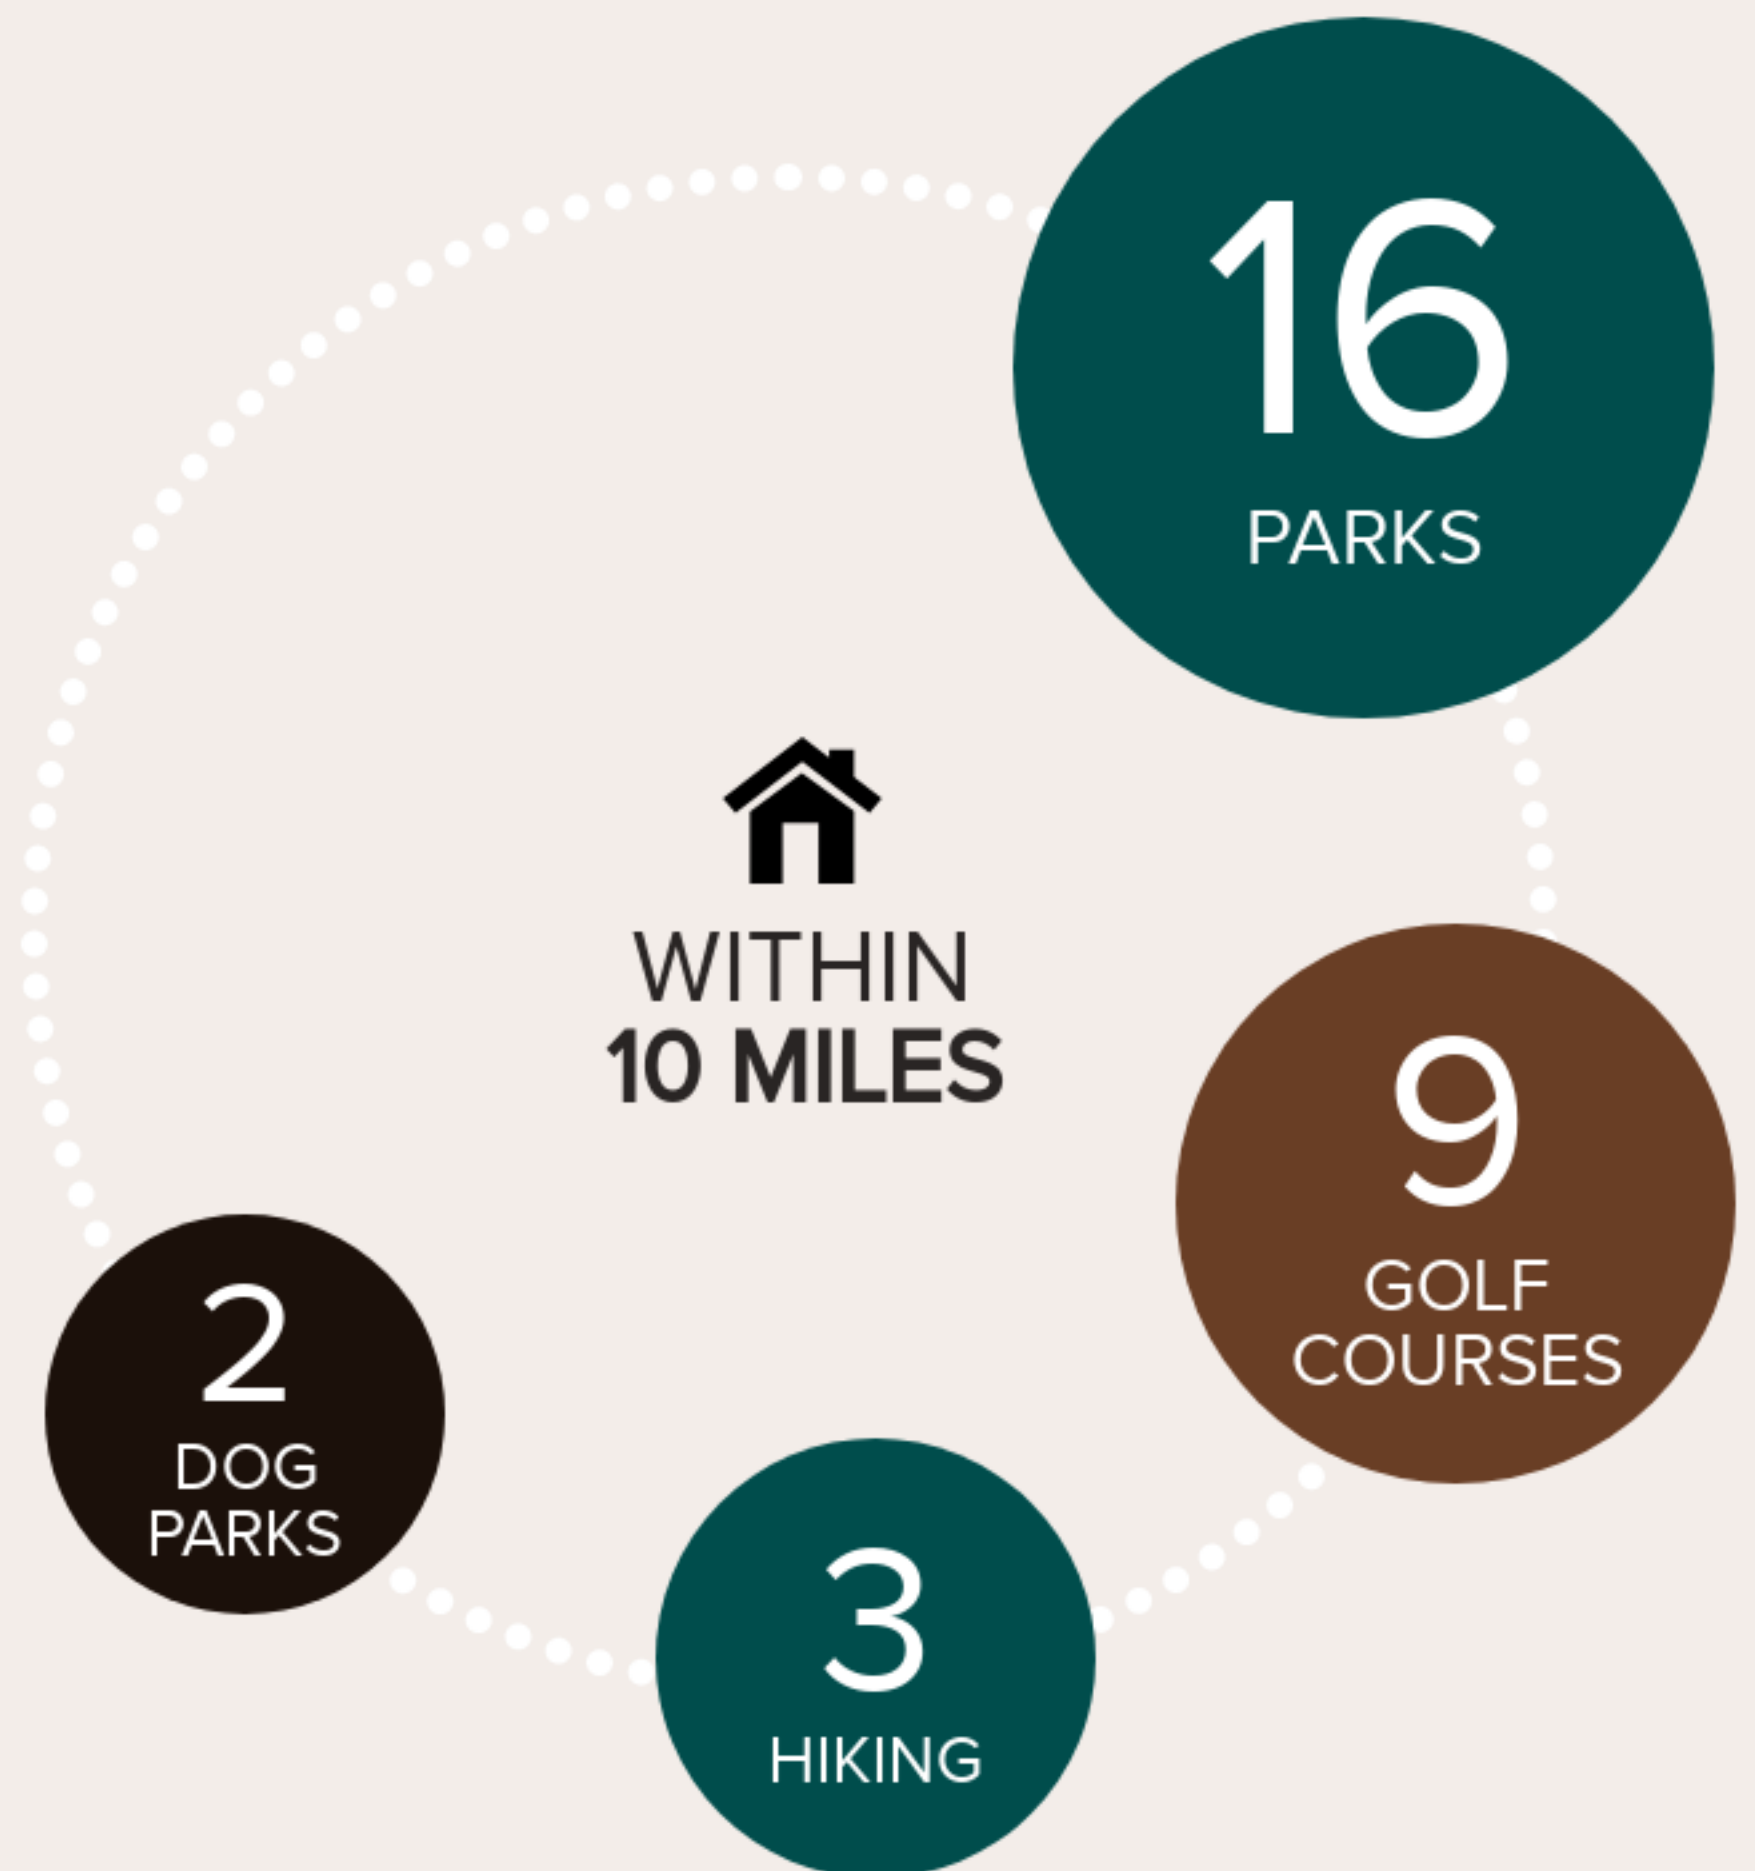 16
PARKS
WITHIN
10 MILES
9
GOLF
COURSES
2
DOG
PARKS
3
HIKING